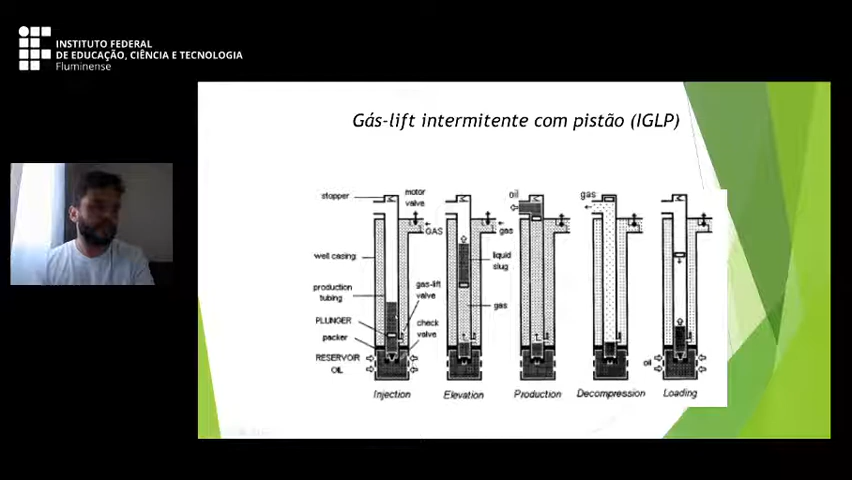 INSTITUTO FEDERAL
DE EDUCAÇÃO, CIÊNCIA E TECNOLOGIA
Fluminense
Gás-lift intermitente com pistão (IGLP)
stopper
motor
valve
GAS
well casing
production
tubing
gas-lift
valve
PLUNGER
check
valve
packer
RESERVOIR
OIL
Injection
gas
liquid
slug
gas
Elevation
oil
Production
gas
Decompression
oil
Loading